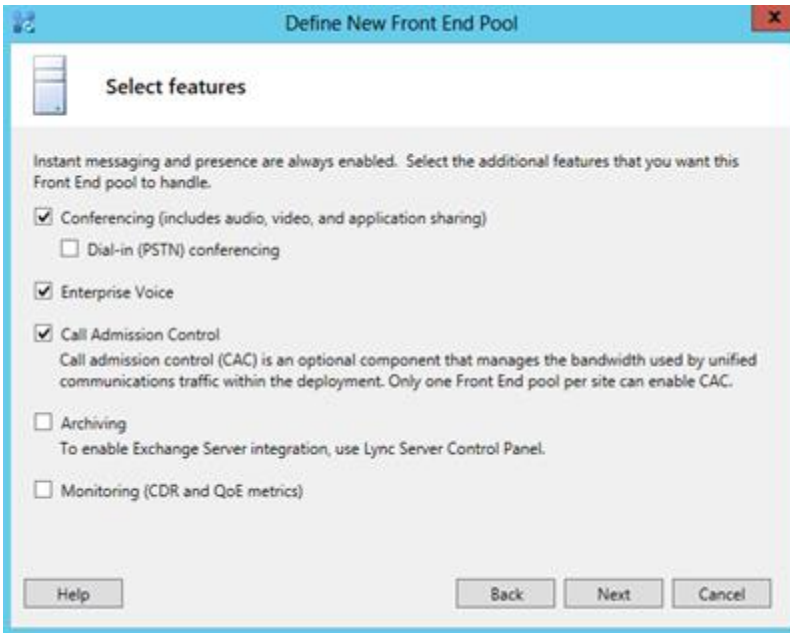 Define New Front End Pool
x
Select features
Instant messaging and presence are always enabled. Select the additional features that you want this
Front End pool to handle.
Conferencing (includes audio, video, and application sharing)
Dial-in (PSTN) conferencing
Enterprise Voice
Call Admission Control
Call admission control (CAC) is an optional component that manages the bandwidth used by unified
communications traffic within the deployment. Only one Front End pool per site can enable CAC.
Archiving
To enable Exchange Server integration, use Lync Server Control Panel.
Monitoring (CDR and QoE metrics)
Help Back Next Cancel